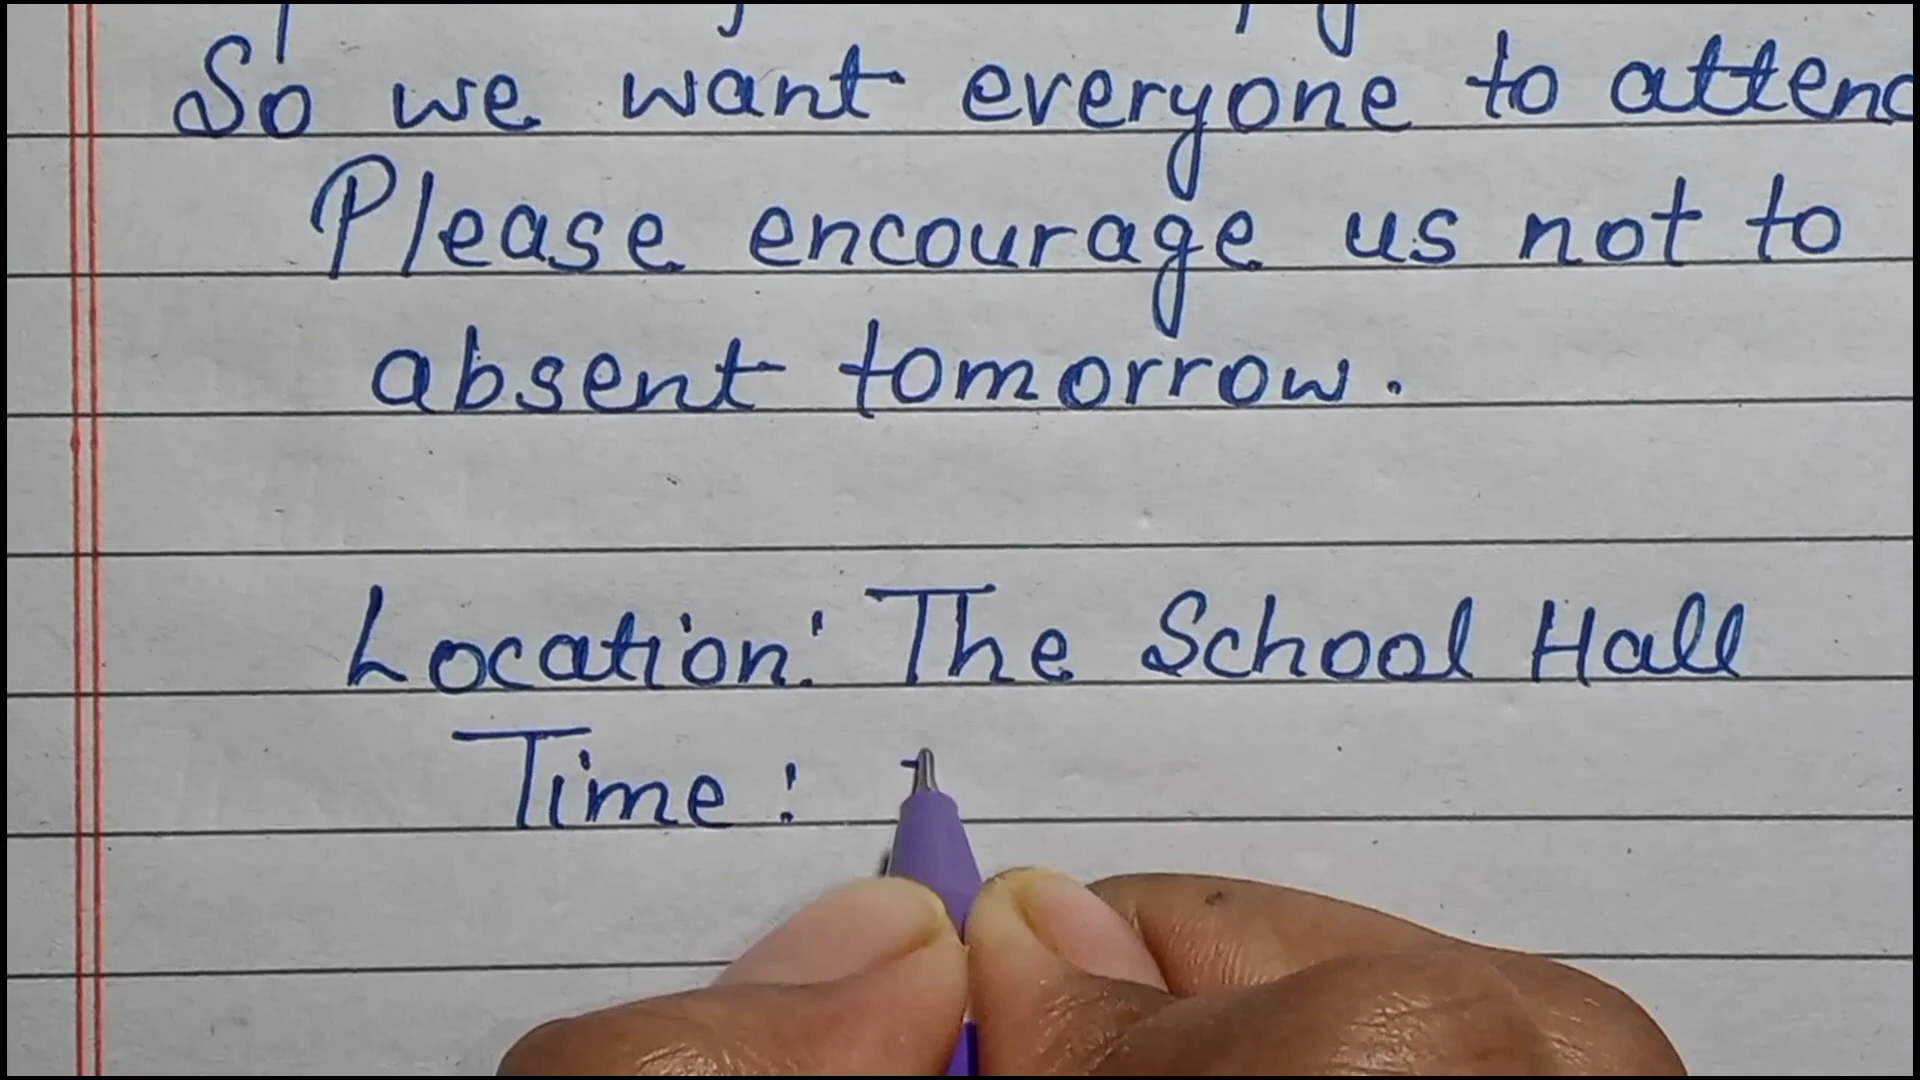 So we want everyone to attend
Please encourage us not to
absent tomorrow.
Location: The School Hall
Time: